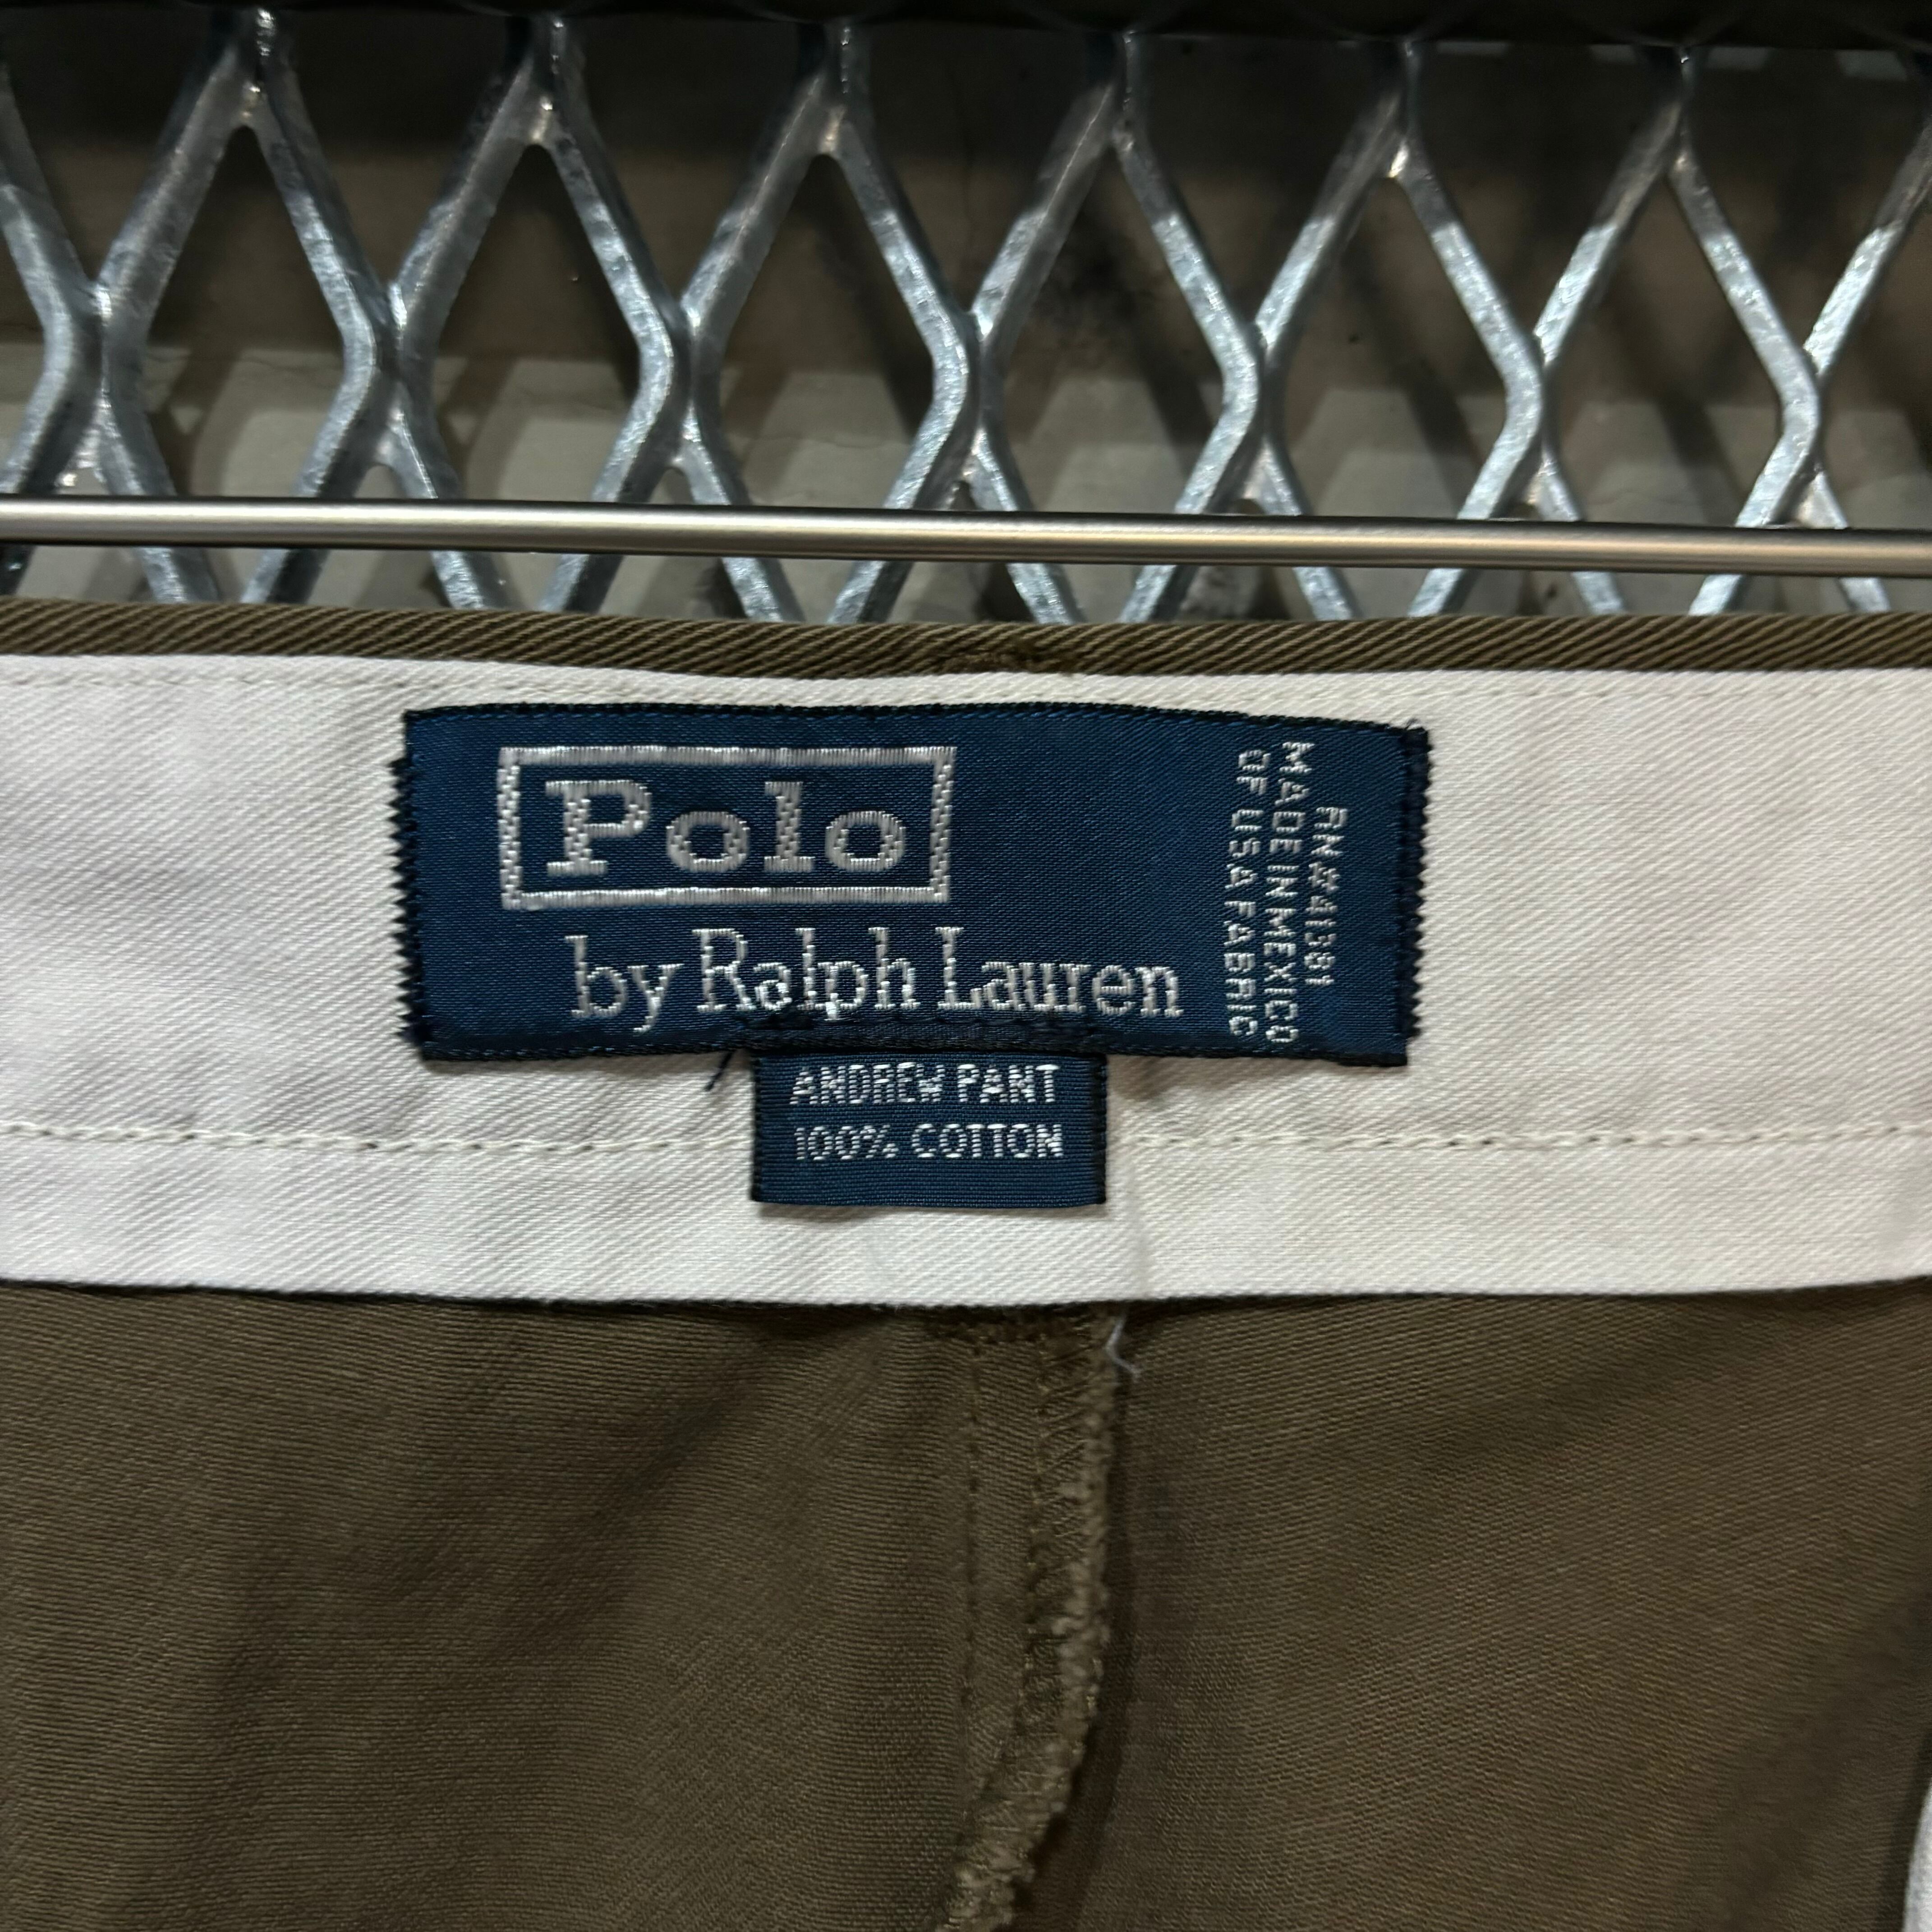 Polo
by Ralph Lauren
RN#41381
MADE IN MEXICO
OF USA FABRIC
ANDREW PANT
100% COTTON